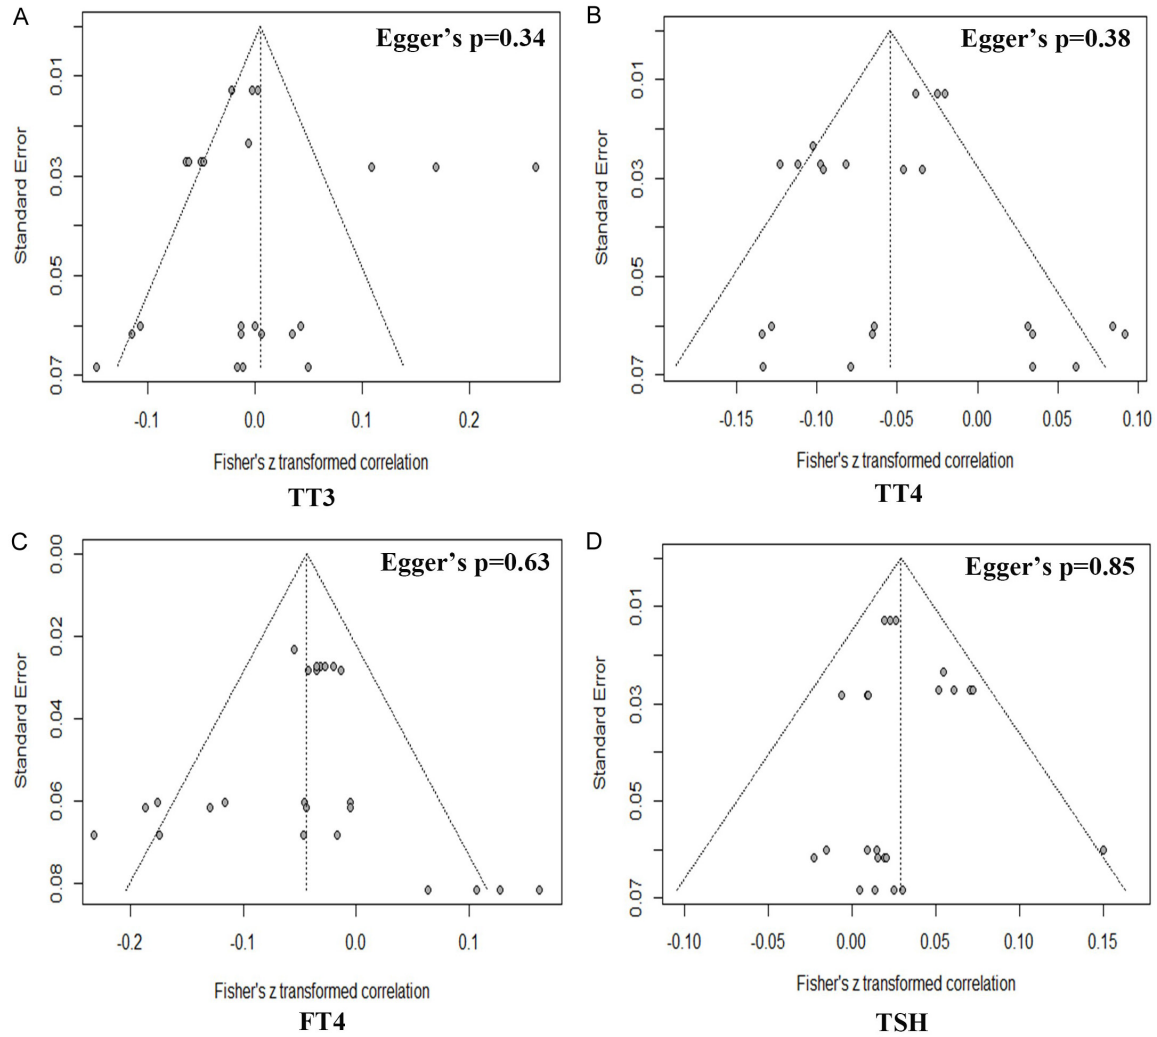 A
Egger's p=0.34
0.01
0.03
0.05
0.07
Standard Error
-0.1
0.0
0.1
0.2
Fisher's z transformed correlation
TT3
B
Egger's p=0.38
0.01
0.03
0.05
0.07
Standard Error
-0.15
-0.10
-0.05
0.00
0.05
0.10
Fisher's z transformed correlation
TT4
C
Egger's p=0.63
0.00
0.02
0.04
0.06
0.08
Standard Error
-0.2
-0.1
0.0
0.1
Fisher's z transformed correlation
FT4
D
Egger's p=0.85
0.01
0.03
0.05
0.07
Standard Error
-0.10
-0.05
0.00
0.05
0.10
0.15
Fisher's z transformed correlation
TSH